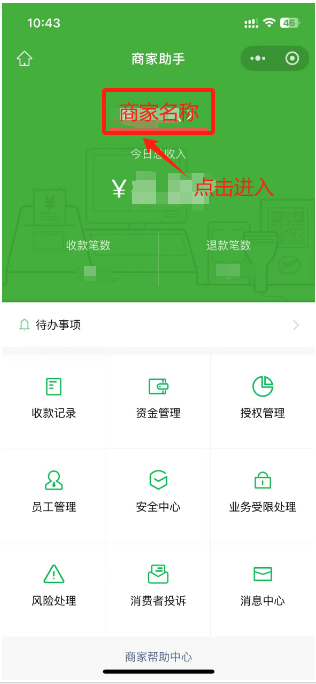 10:43
46
商家助手
商家名称
今日总收入
点击进入
¥
收款笔数 退款笔数
待办事项
收款记录 资金管理 授权管理
员工管理 安全中心 业务受限处理
风险处理 消费者投诉 消息中心
商家帮助中心